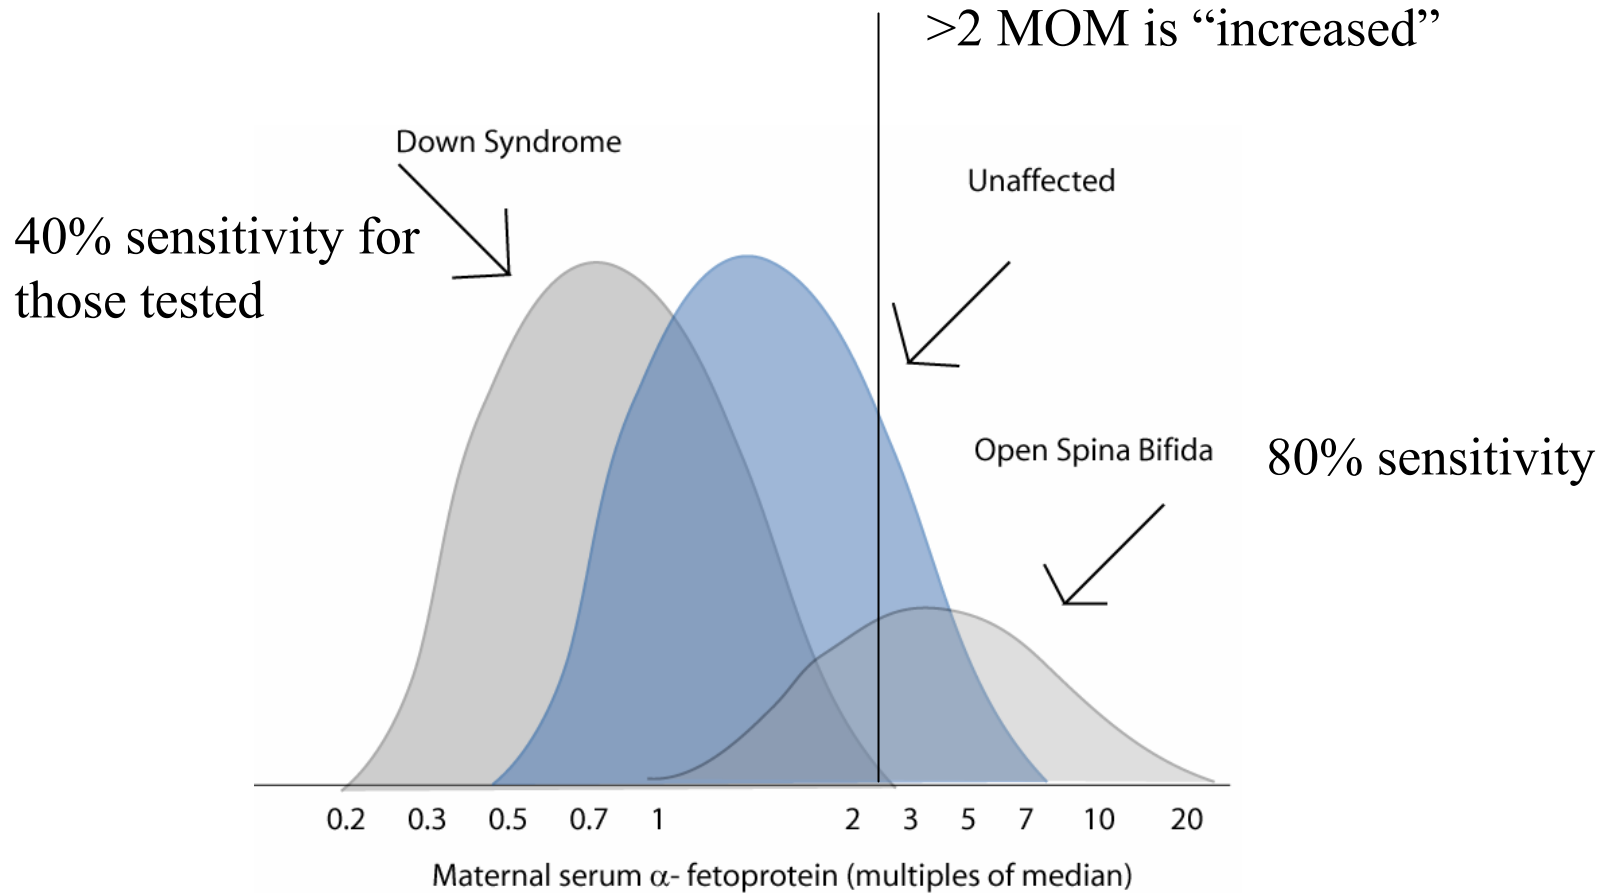 >2 MOM is “increased”
Down Syndrome
Unaffected
40% sensitivity for
those tested
Open Spina Bifida
80% sensitivity
0.2 0.3 0.5 0.7 1 2 3 5 7 10 20
Maternal serum α- fetoprotein (multiples of median)